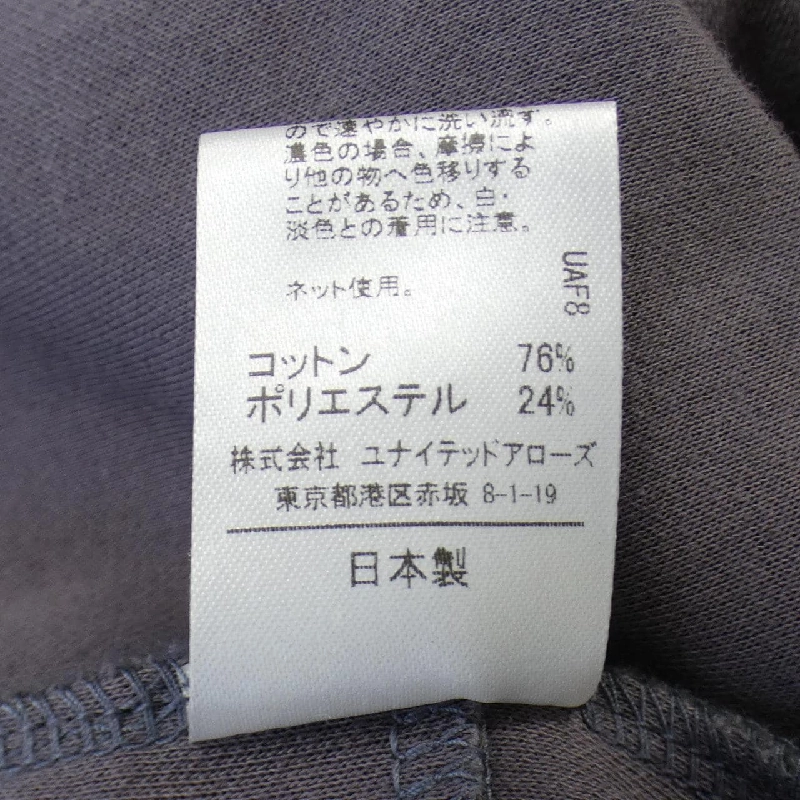 ので速やかに洗い流す。
濃色の場合、摩擦によ
り他の物へ色移りする
ことがあるため、白・
淡色との着用に注意。
ネット使用。
UAF8
コットン 76%
ポリエステル 24%
株式会社 ユナイテッドアローズ
東京都港区赤坂 8-1-19
日本製